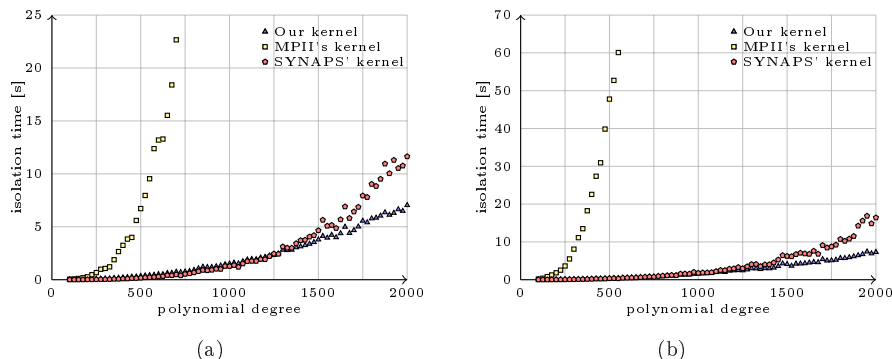 25
20
15
10
5
0
isolation time [s]
0
500
1000
1500
2000
polynomial degree
Our kernel
MPII's kernel
SYNAPS' kernel
(a)
70
60
50
40
30
20
10
0
isolation time [s]
0
500
1000
1500
2000
polynomial degree
Our kernel
MPII's kernel
SYNAPS' kernel
(b)